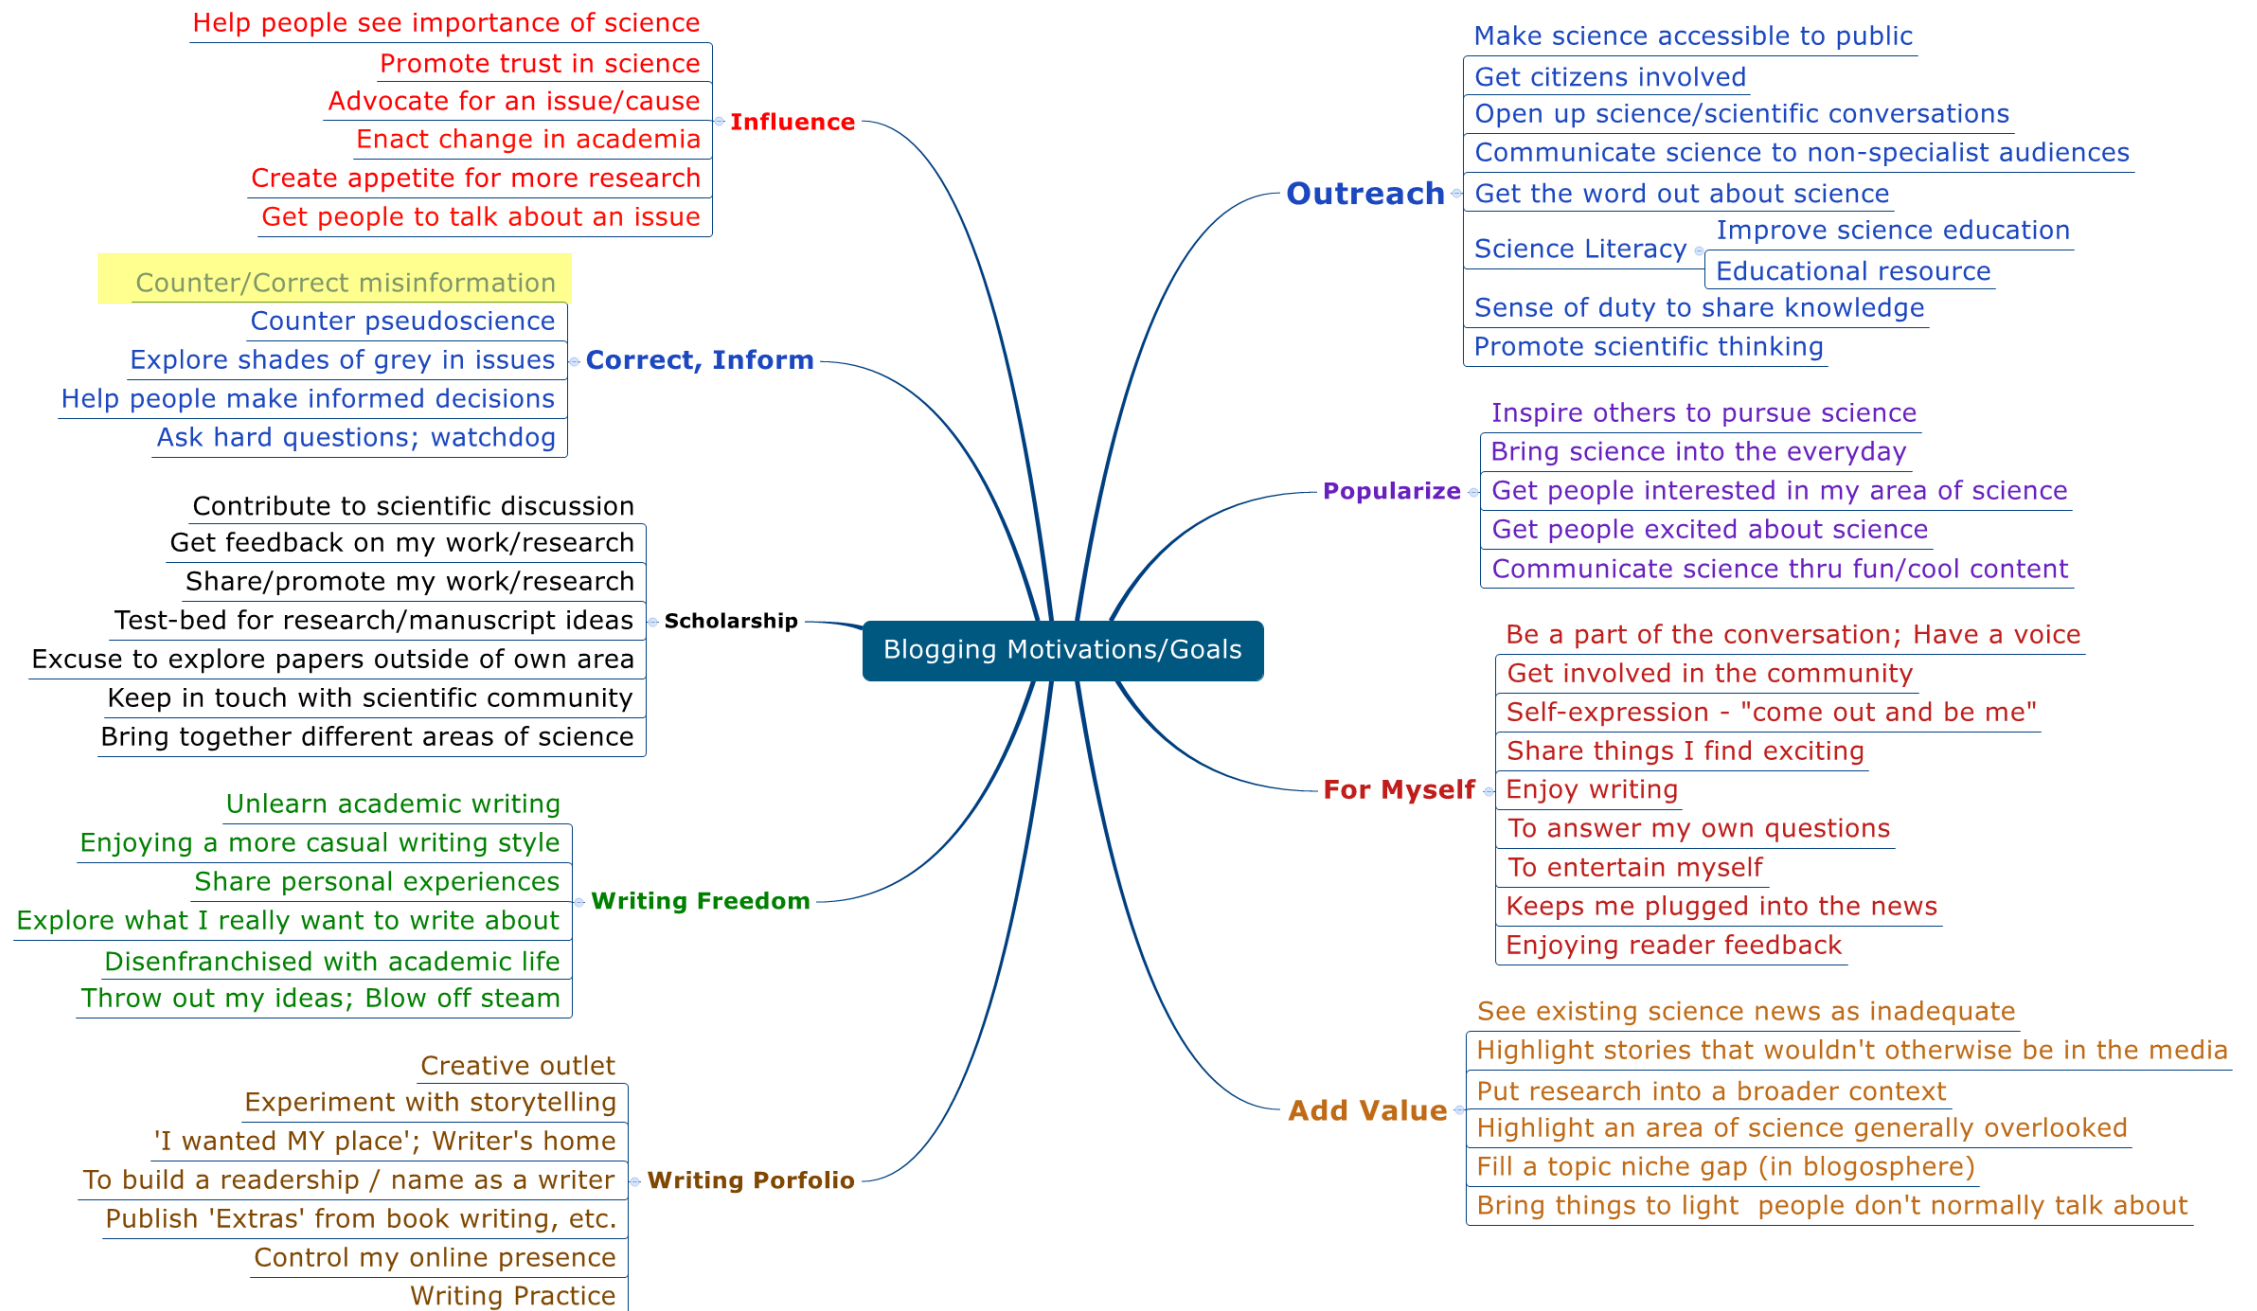 Blogging Motivations/Goals
Influence
Help people see importance of science
Promote trust in science
Advocate for an issue/cause
Enact change in academia
Create appetite for more research
Get people to talk about an issue
Correct, Inform
Counter/Correct misinformation
Counter pseudoscience
Explore shades of grey in issues
Help people make informed decisions
Ask hard questions; watchdog
Scholarship
Contribute to scientific discussion
Get feedback on my work/research
Share/promote my work/research
Test-bed for research/manuscript ideas
Excuse to explore papers outside of own area
Keep in touch with scientific community
Bring together different areas of science
Writing Freedom
Unlearn academic writing
Enjoying a more casual writing style
Share personal experiences
Explore what I really want to write about
Disenfranchised with academic life
Throw out my ideas; Blow off steam
Writing Porfolio
Creative outlet
Experiment with storytelling
'I wanted MY place'; Writer's home
To build a readership / name as a writer
Publish 'Extras' from book writing, etc.
Control my online presence
Writing Practice
Outreach
Make science accessible to public
Get citizens involved
Open up science/scientific conversations
Communicate science to non-specialist audiences
Get the word out about science
Science Literacy
Improve science education
Educational resource
Sense of duty to share knowledge
Promote scientific thinking
Popularize
Inspire others to pursue science
Bring science into the everyday
Get people interested in my area of science
Get people excited about science
Communicate science thru fun/cool content
For Myself
Be a part of the conversation; Have a voice
Get involved in the community
Self-expression - "come out and be me"
Share things I find exciting
Enjoy writing
To answer my own questions
To entertain myself
Keeps me plugged into the news
Enjoying reader feedback
Add Value
See existing science news as inadequate
Highlight stories that wouldn't otherwise be in the media
Put research into a broader context
Highlight an area of science generally overlooked
Fill a topic niche gap (in blogosphere)
Bring things to light  people don't normally talk about